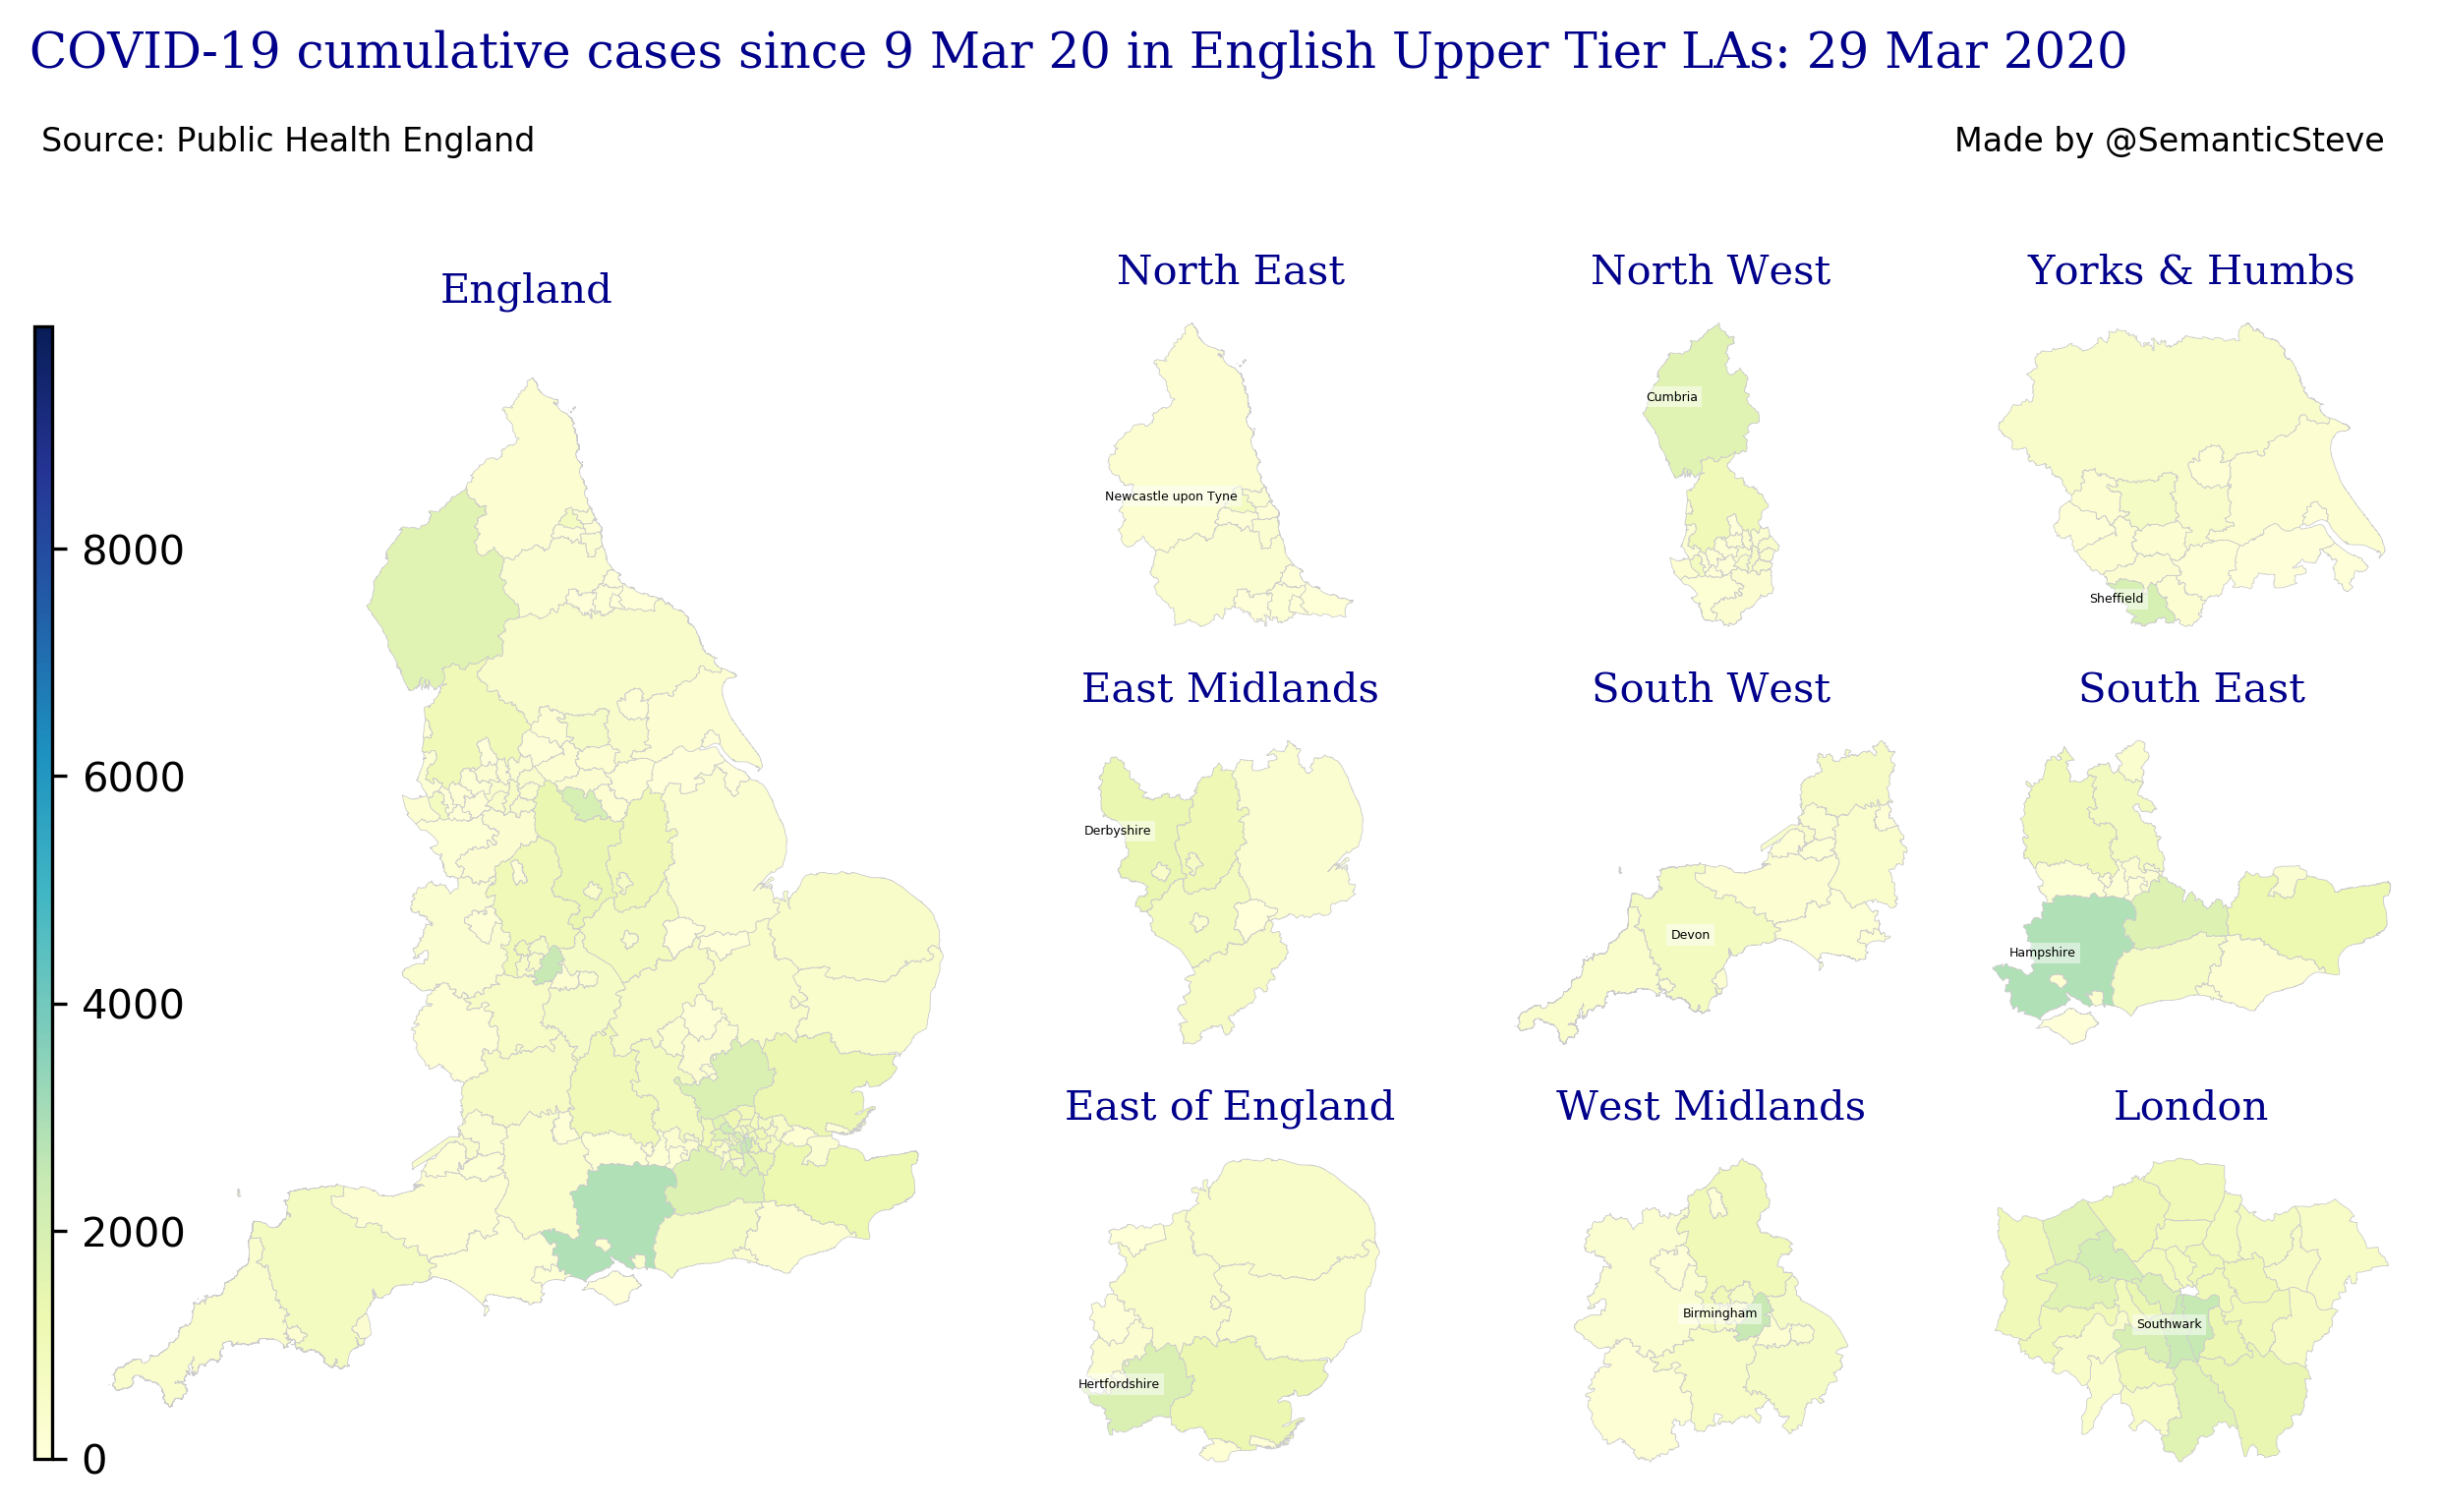 COVID-19 cumulative cases since 9 Mar 20 in English Upper Tier LAs: 29 Mar 2020
Source: Public Health England
Made by @SemanticSteve
England
8000
6000
4000
2000
0
North East
Newcastle upon Tyne
North West
Cumbria
Yorks & Humbs
Sheffield
East Midlands
Derbyshire
South West
Devon
South East
Hampshire
East of England
Hertfordshire
West Midlands
Birmingham
London
Southwark